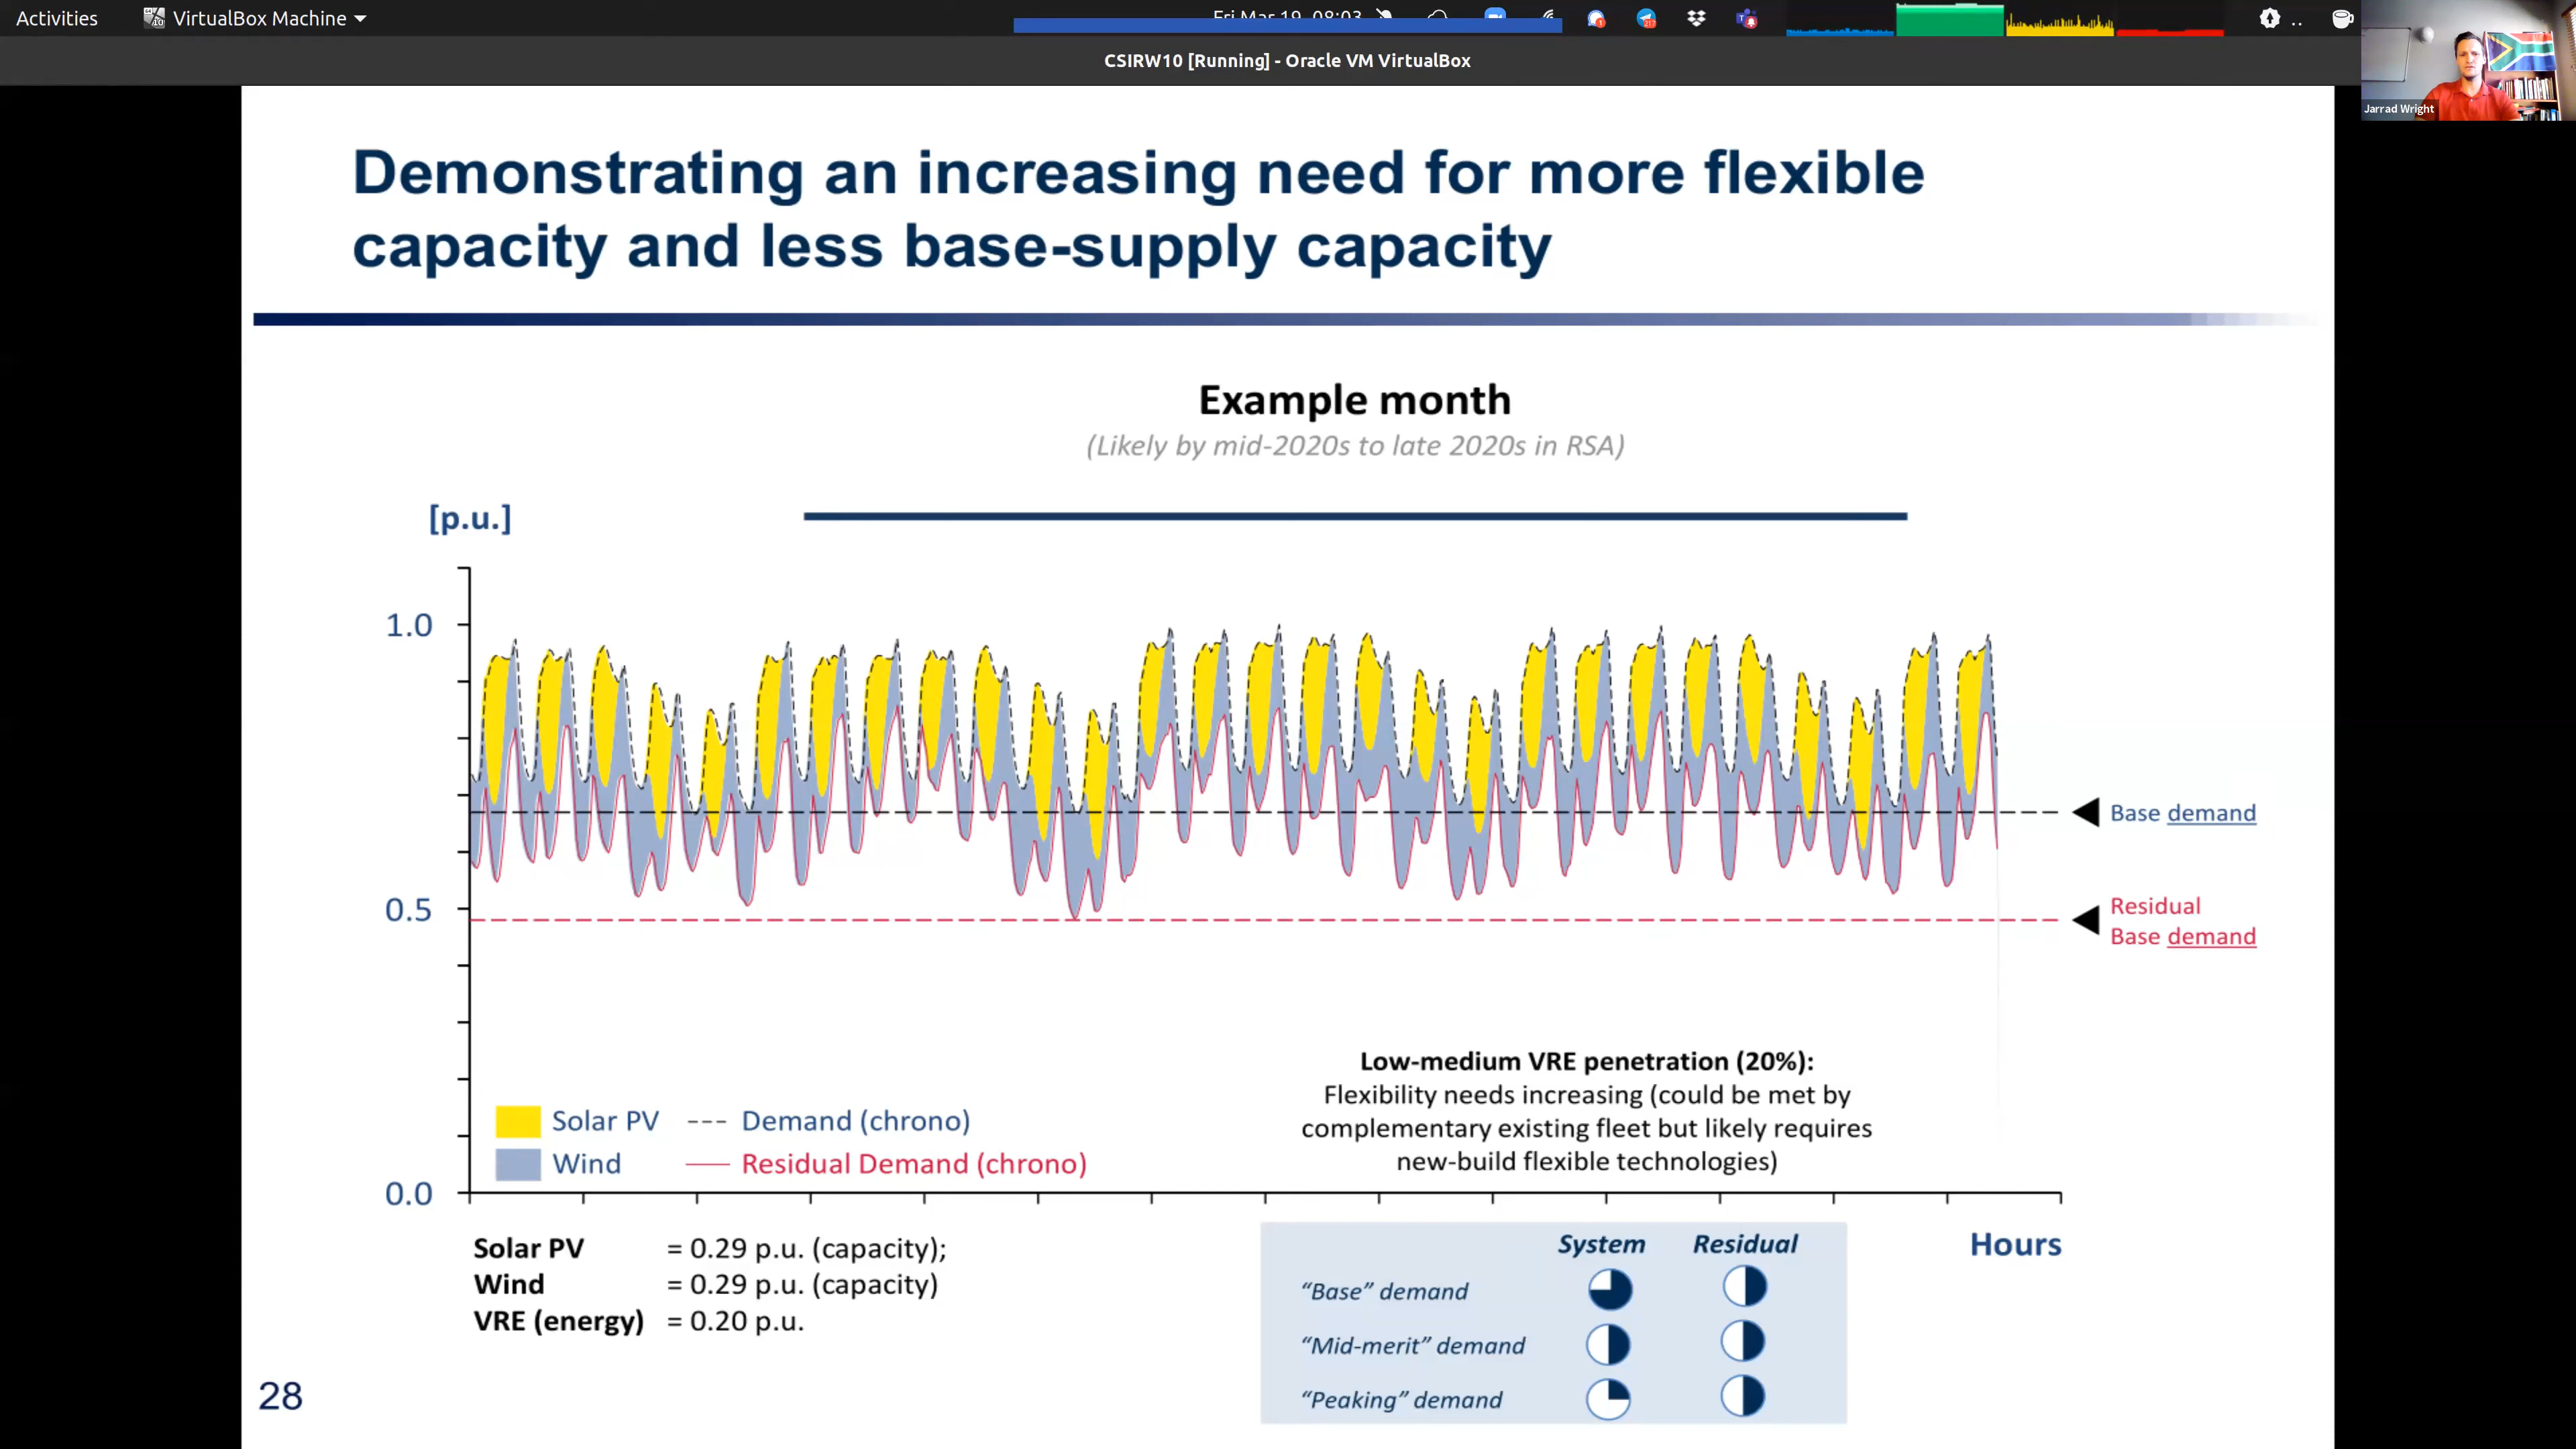 Activities
VirtualBox Machine
Fri Mar 19 08:03
CSIRW10 [Running] - Oracle VM VirtualBox
Jarrad Wright
Demonstrating an increasing need for more flexible
capacity and less base-supply capacity
Example month
(Likely by mid-2020s to late 2020s in RSA)
[p.u.]
1.0
0.5
0.0
Base demand
Residual
Base demand
Low-medium VRE penetration (20%):
Flexibility needs increasing (could be met by
complementary existing fleet but likely requires
new-build flexible technologies)
Solar PV
Demand (chrono)
Wind
Residual Demand (chrono)
Hours
Solar PV = 0.29 p.u. (capacity);
Wind = 0.29 p.u. (capacity)
VRE (energy) = 0.20 p.u.
System Residual
“Base” demand
“Mid-merit” demand
“Peaking” demand
28